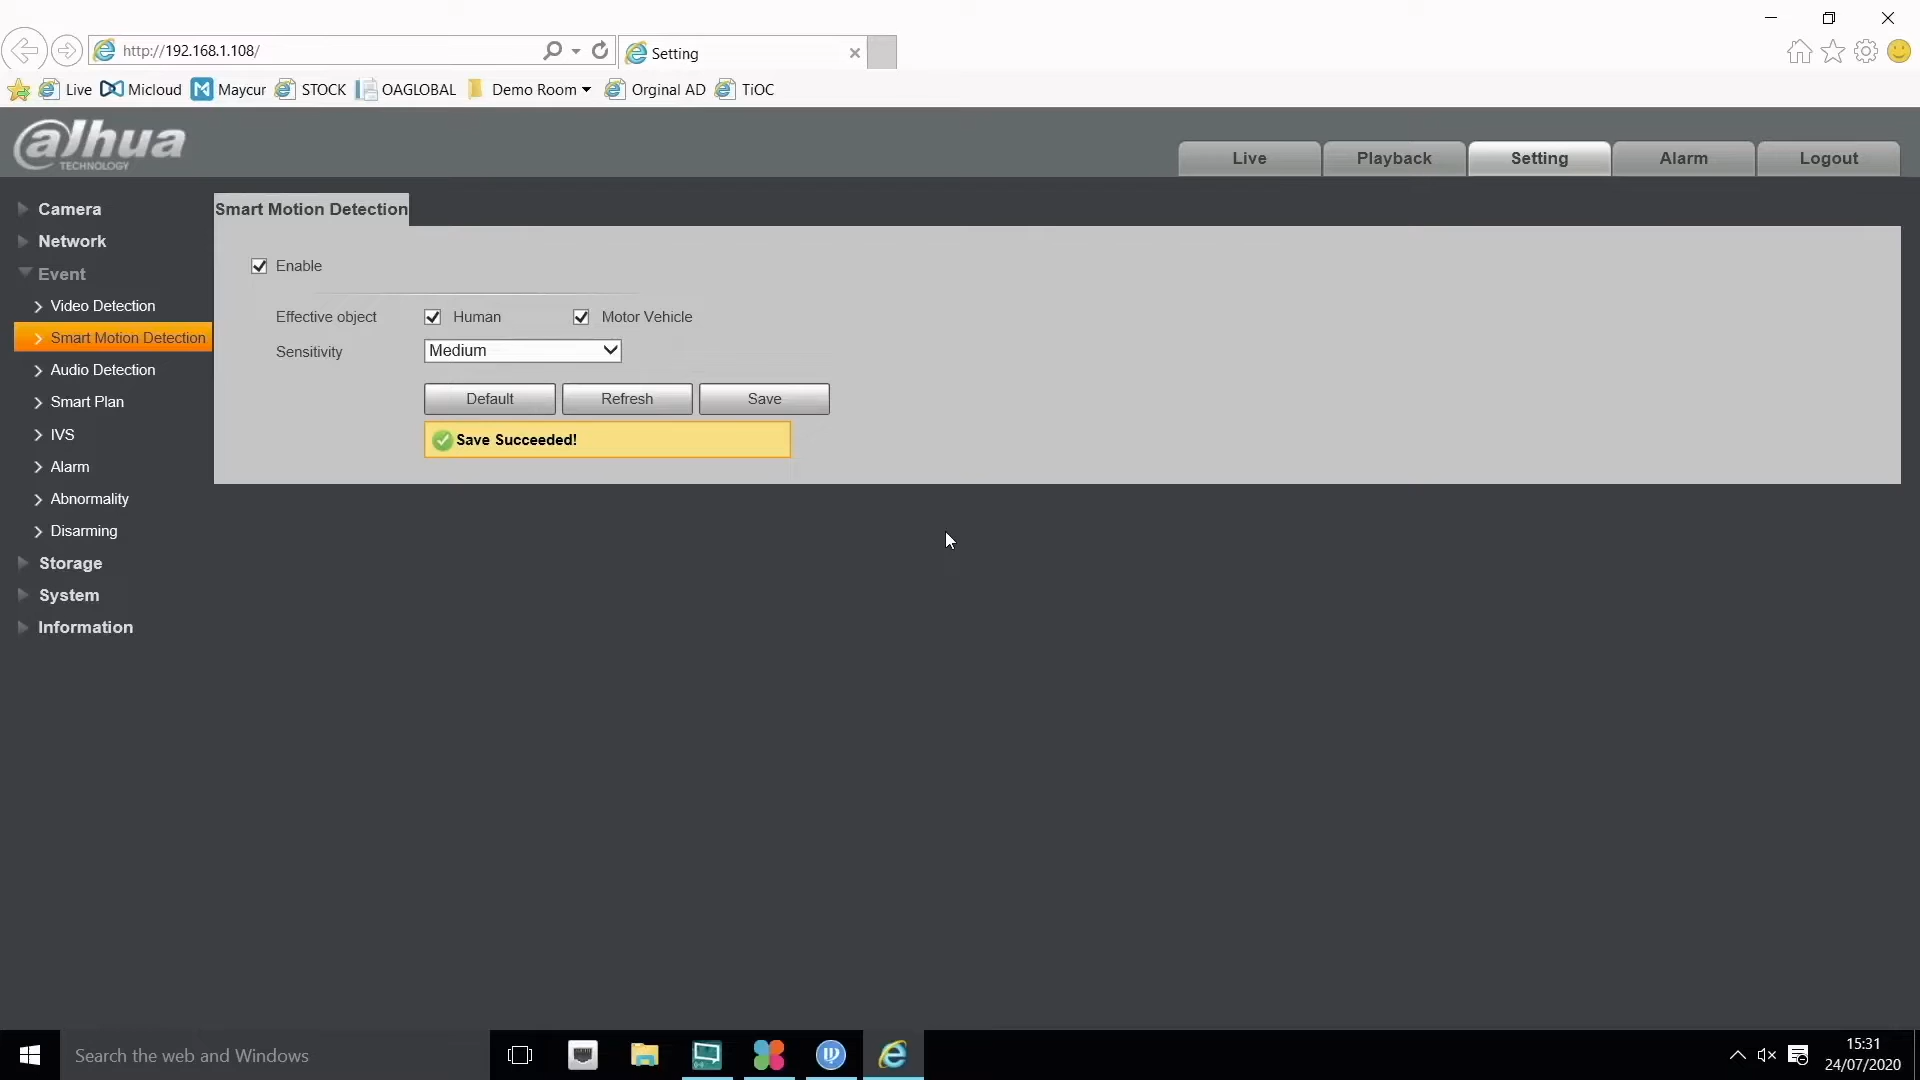 http://192.168.1.108/
Setting
Live Micloud Maycur STOCK OAGLOBAL Demo Room Orginal AD TiOC
alhua
TECHNOLOGY
Live Playback Setting Alarm Logout
Camera
Network
Event
Video Detection
Smart Motion Detection
Audio Detection
Smart Plan
IVS
Alarm
Abnormality
Disarming
Storage
System
Information
Smart Motion Detection
Enable
Effective object Human Motor Vehicle
Sensitivity Medium
Default Refresh Save
Save Succeeded!
Search the web and Windows
15:31
24/07/2020